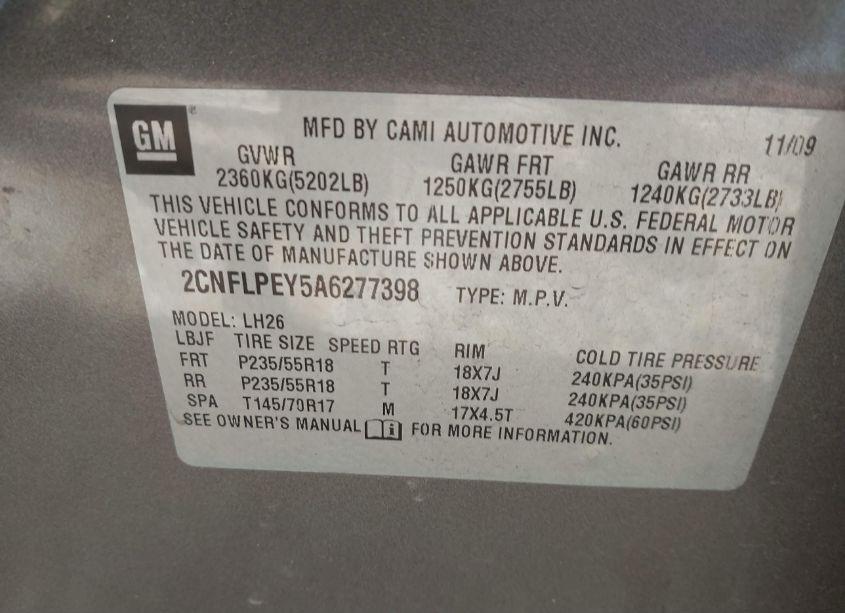 GM
MFD BY CAMI AUTOMOTIVE INC. 11/09
GVWR GAWR FRT GAWR RR
2360KG(5202LB) 1250KG(2755LB) 1240KG(2733LB)
THIS VEHICLE CONFORMS TO ALL APPLICABLE U.S. FEDERAL MOTOR
VEHICLE SAFETY AND THEFT PREVENTION STANDARDS IN EFFECT ON
THE DATE OF MANUFACTURE SHOWN ABOVE.
2CNFLPEY5A6277398 TYPE: M.P.V.
MODEL: LH26
LBJF TIRE SIZE SPEED RTG RIM COLD TIRE PRESSURE
FRT P235/55R18 T 18X7J 240KPA(35PSI)
RR P235/55R18 T 18X7J 240KPA(35PSI)
SPA T145/70R17 M 17X4.5T 420KPA(60PSI)
SEE OWNER'S MANUAL i FOR MORE INFORMATION.